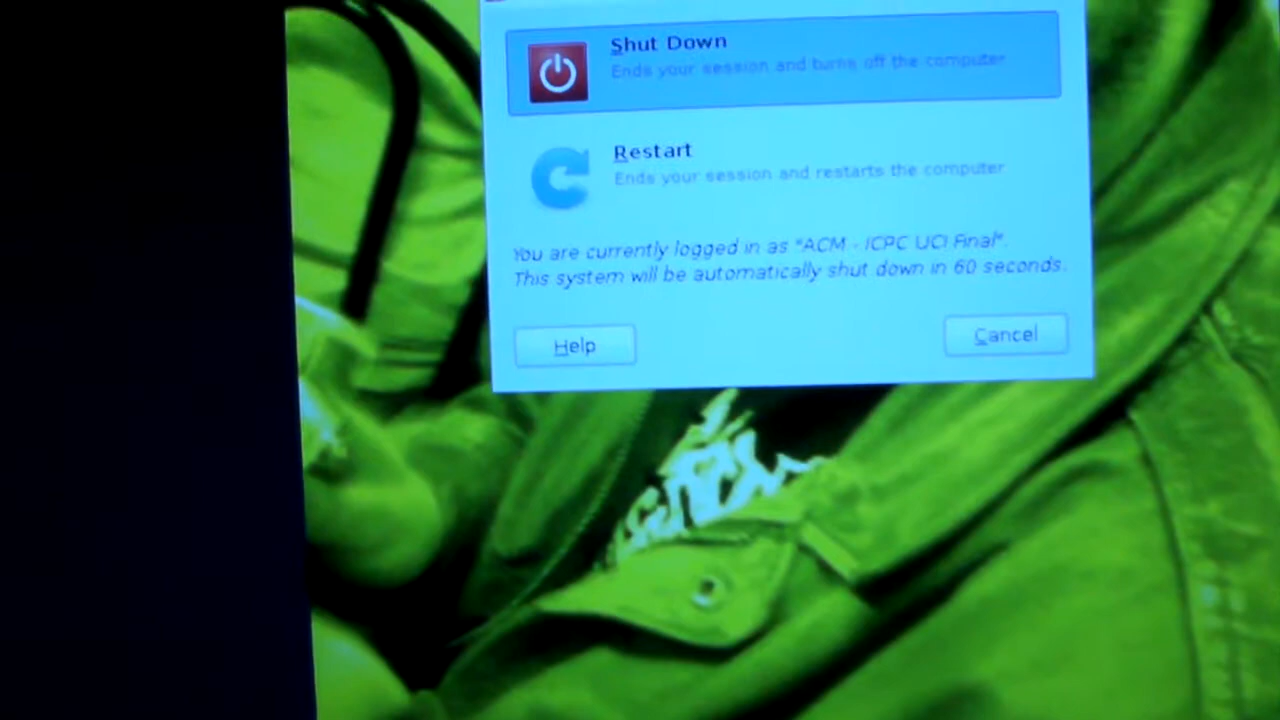 Shut Down
Ends your session and turns off the computer
Restart
Ends your session and restarts the computer
You are currently logged in as "ACM - ICPC UCI Final".
This system will be automatically shut down in 60 seconds.
Help
Cancel